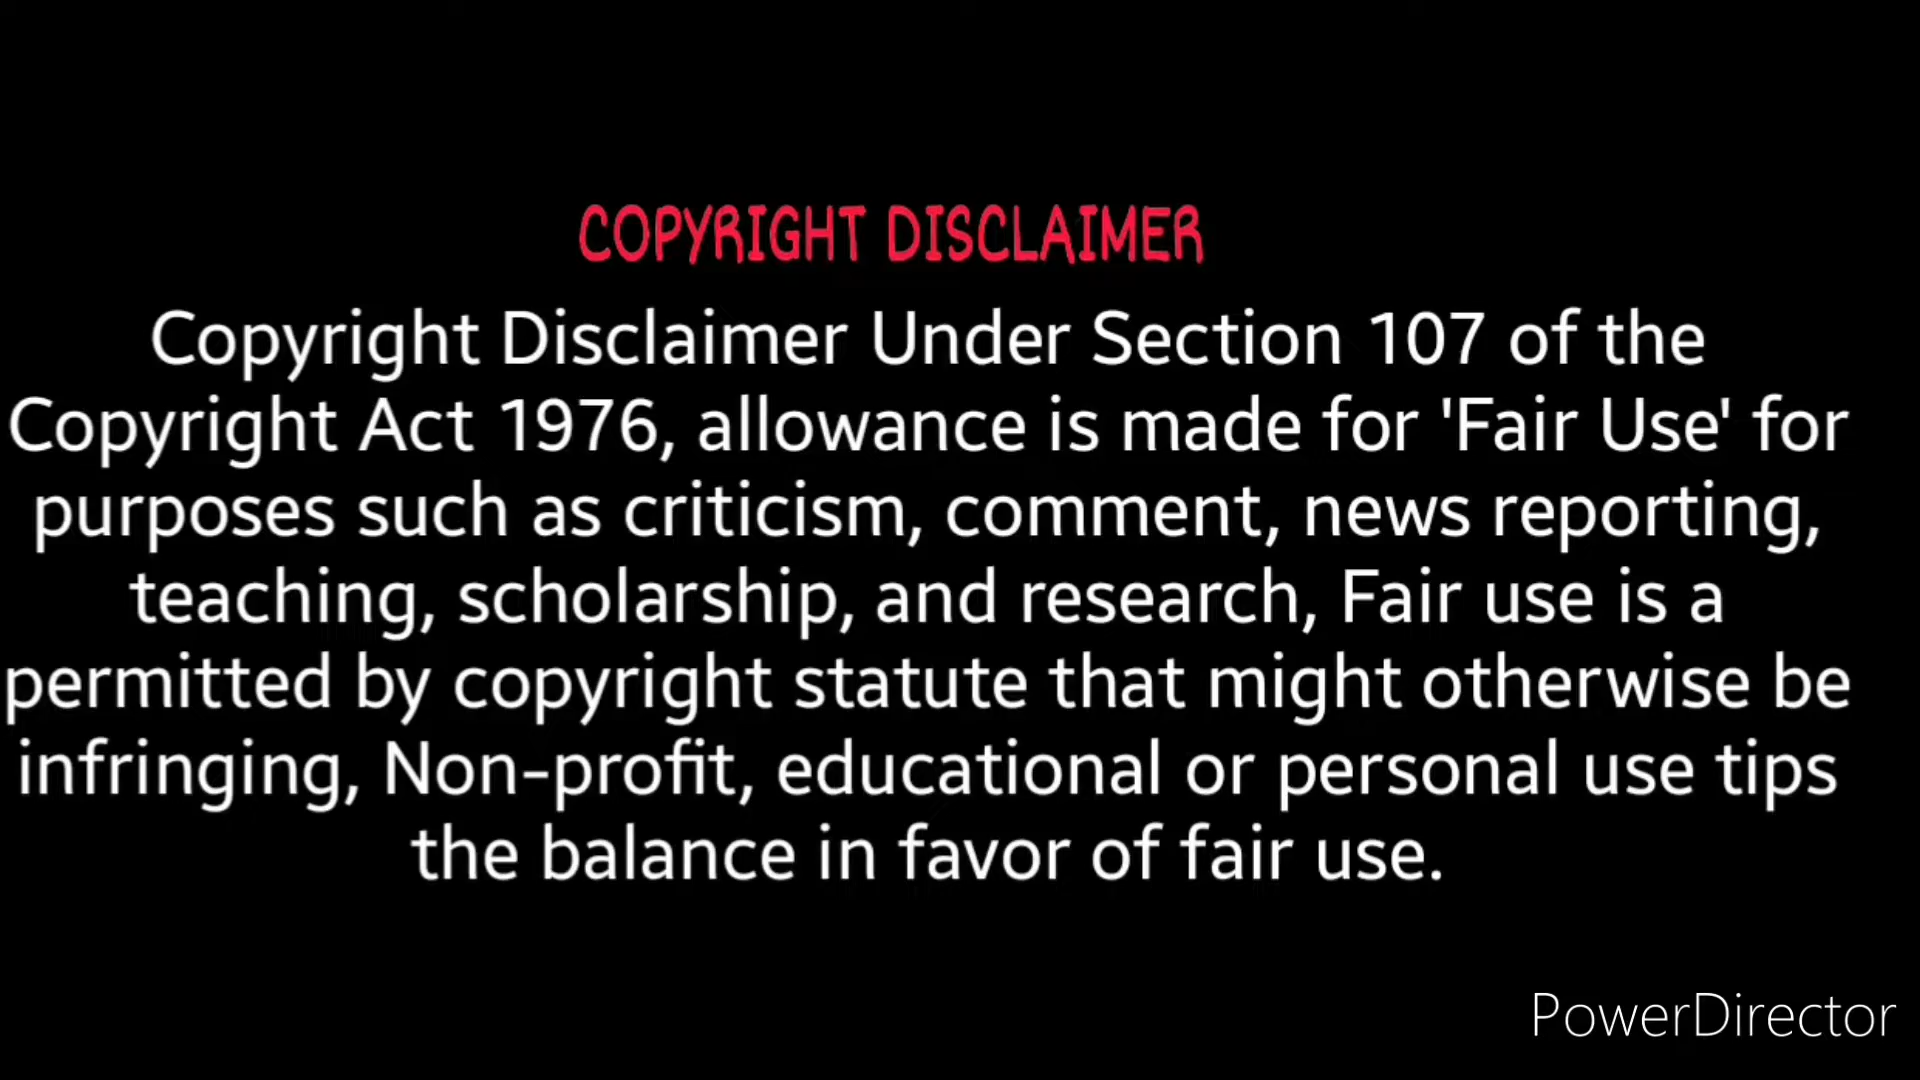 COPYRIGHT DISCLAIMER
Copyright Disclaimer Under Section 107 of the
Copyright Act 1976, allowance is made for 'Fair Use' for
purposes such as criticism, comment, news reporting,
teaching, scholarship, and research, Fair use is a
permitted by copyright statute that might otherwise be
infringing, Non-profit, educational or personal use tips
the balance in favor of fair use.
PowerDirector